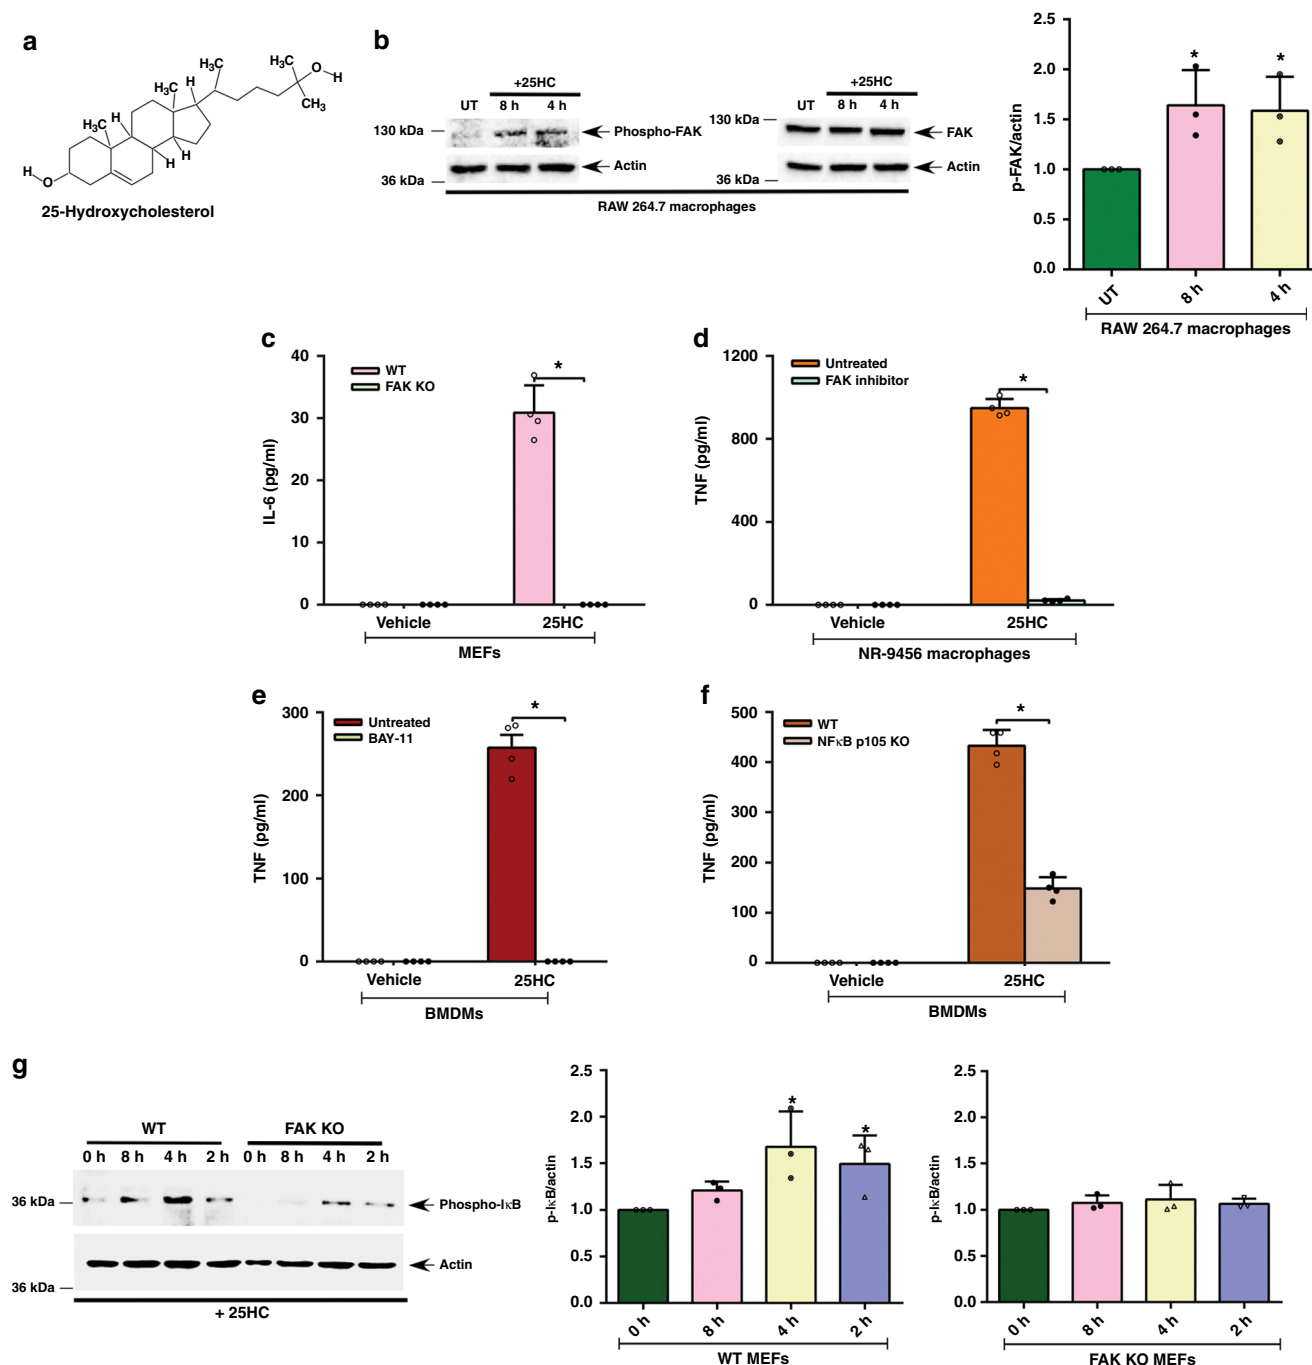 a
H₃C
H₃C
OH
H₃C
H
CH₃
H₃C
H
H
H
H
HO
25-Hydroxycholesterol
b
+25HC
UT 8 h 4 h
130 kDa
Phospho-FAK
Actin
36 kDa
+25HC
UT 8 h 4 h
130 kDa
FAK
Actin
36 kDa
RAW 264.7 macrophages
p-FAK/actin
2.5
2.0
1.5
1.0
0.5
0.0
* *
UT 8 h 4 h
RAW 264.7 macrophages
c
WT
FAK KO
*
IL-6 (pg/ml)
40
30
20
10
0
Vehicle 25HC
MEFs
d
Untreated
FAK inhibitor
*
TNF (pg/ml)
1200
800
400
0
Vehicle 25HC
NR-9456 macrophages
e
Untreated
BAY-11
*
TNF (pg/ml)
300
200
100
0
Vehicle 25HC
BMDMs
f
WT
NFκB p105 KO
*
TNF (pg/ml)
500
400
300
200
100
0
Vehicle 25HC
BMDMs
g
WT FAK KO
0 h 8 h 4 h 2 h 0 h 8 h 4 h 2 h
36 kDa
Phospho-IκB
Actin
36 kDa
+ 25HC
p-IκB/actin
2.5
2.0
1.5
1.0
0.5
0.0
* *
0 h 8 h 4 h 2 h
WT MEFs
p-IκB/actin
2.5
2.0
1.5
1.0
0.5
0.0
0 h 8 h 4 h 2 h
FAK KO MEFs